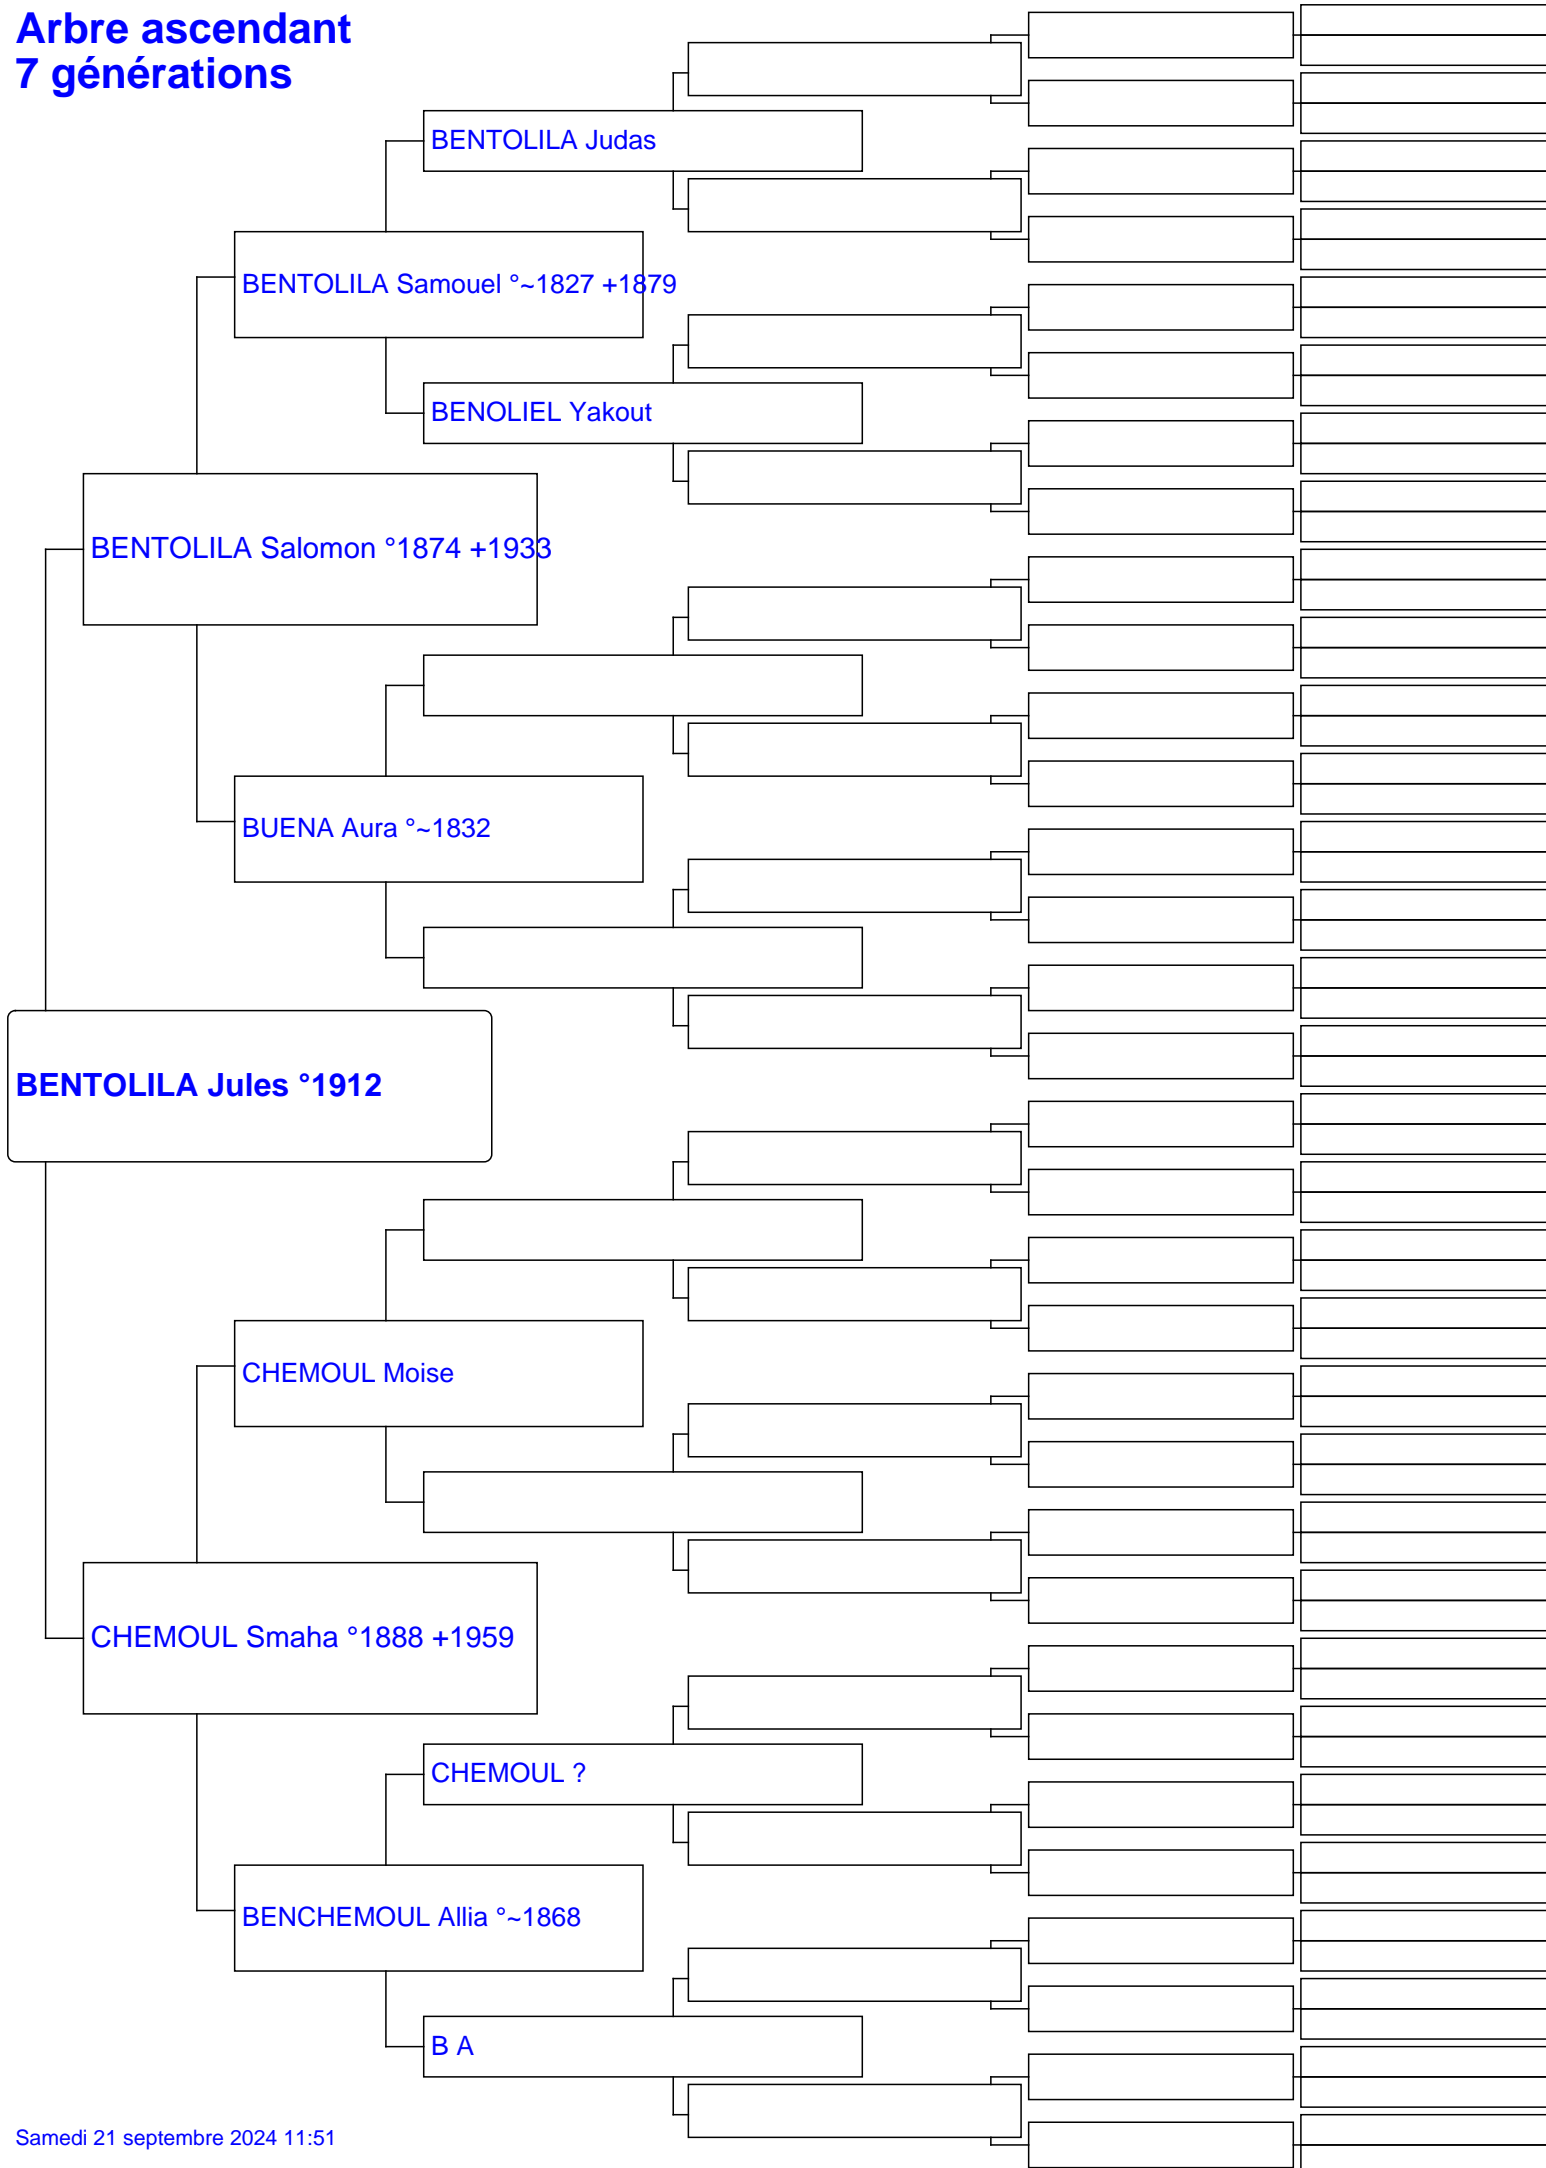 Arbre ascendant
7 générations
BENTOLILA Judas
BENTOLILA Samouel °~1827 +1879
BENOLIEL Yakout
BENTOLILA Salomon °1874 +1933
BUENA Aura °~1832
BENTOLILA Jules °1912
CHEMOUL Moise
CHEMOUL Smaha °1888 +1959
CHEMOUL ?
BENCHEMOUL Allia °~1868
B A
Samedi 21 septembre 2024 11:51